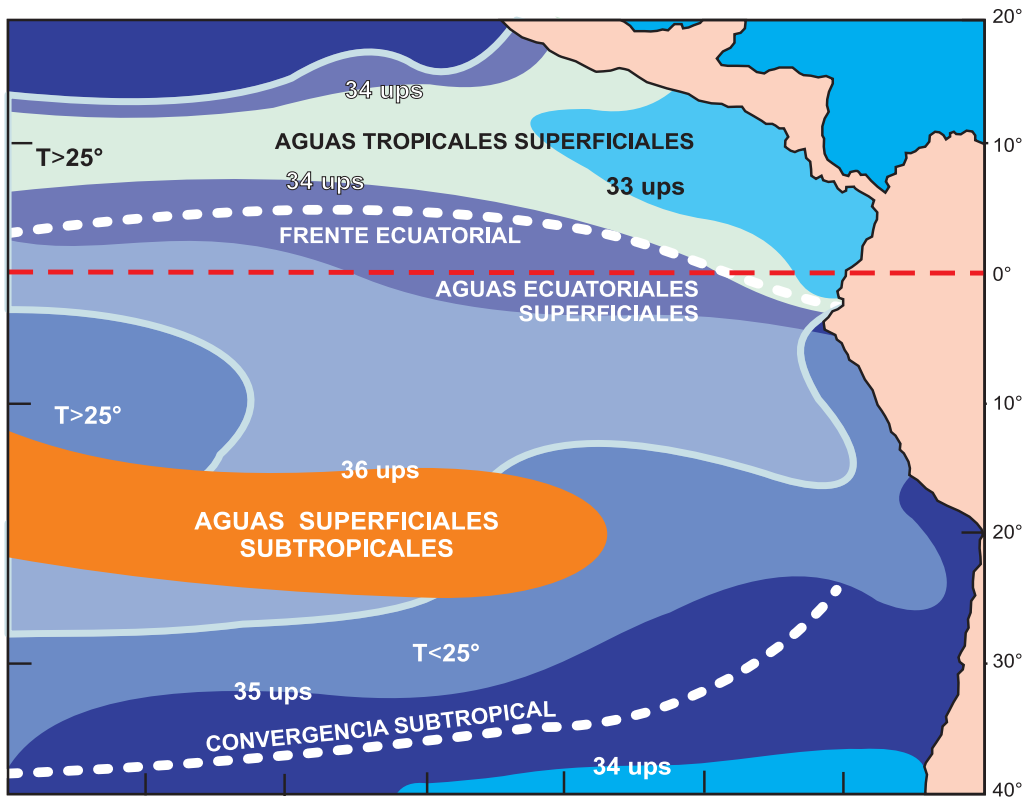 20°
34 ups
AGUAS TROPICALES SUPERFICIALES
10°
T>25°
34 ups
33 ups
FRENTE ECUATORIAL
0°
AGUAS ECUATORIALES
SUPERFICIALES
10°
T>25°
36 ups
AGUAS SUPERFICIALES
SUBTROPICALES
20°
T<25°
30°
35 ups
CONVERGENCIA SUBTROPICAL
34 ups
40°